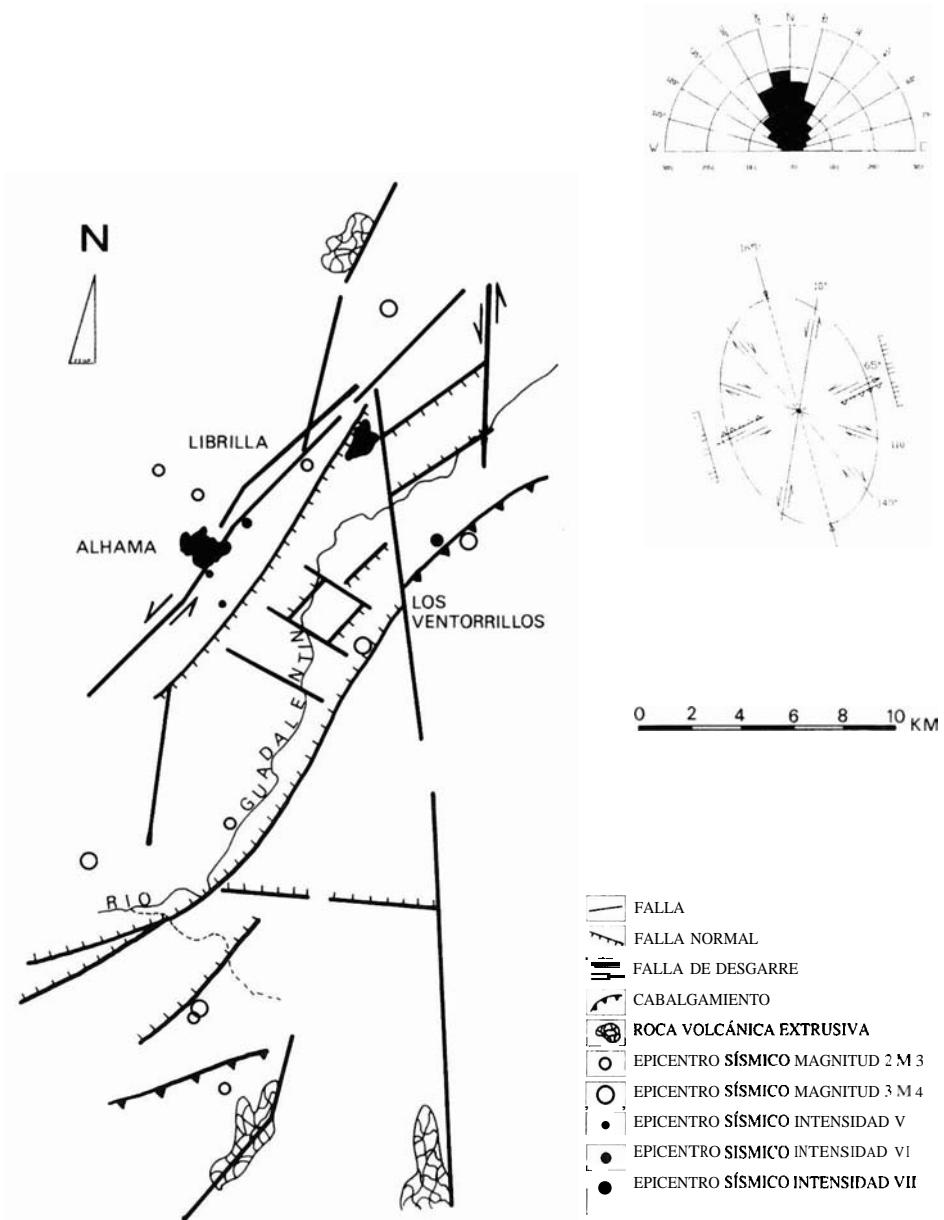 N
W
E
N
165°
10°
65°
110
140°
LIBRILLA
ALHAMA
LOS
VENTORRILLOS
RIO GUADALENTIN
0 2 4 6 8 10 KM
FALLA
FALLA NORMAL
FALLA DE DESGARRE
CABALGAMIENTO
ROCA VOLCÁNICA EXTRUSIVA
EPICENTRO SÍSMICO MAGNITUD 2 M 3
EPICENTRO SÍSMICO MAGNITUD 3 M 4
EPICENTRO SÍSMICO INTENSIDAD V
EPICENTRO SISMICO INTENSIDAD VI
EPICENTRO SÍSMICO INTENSIDAD VII